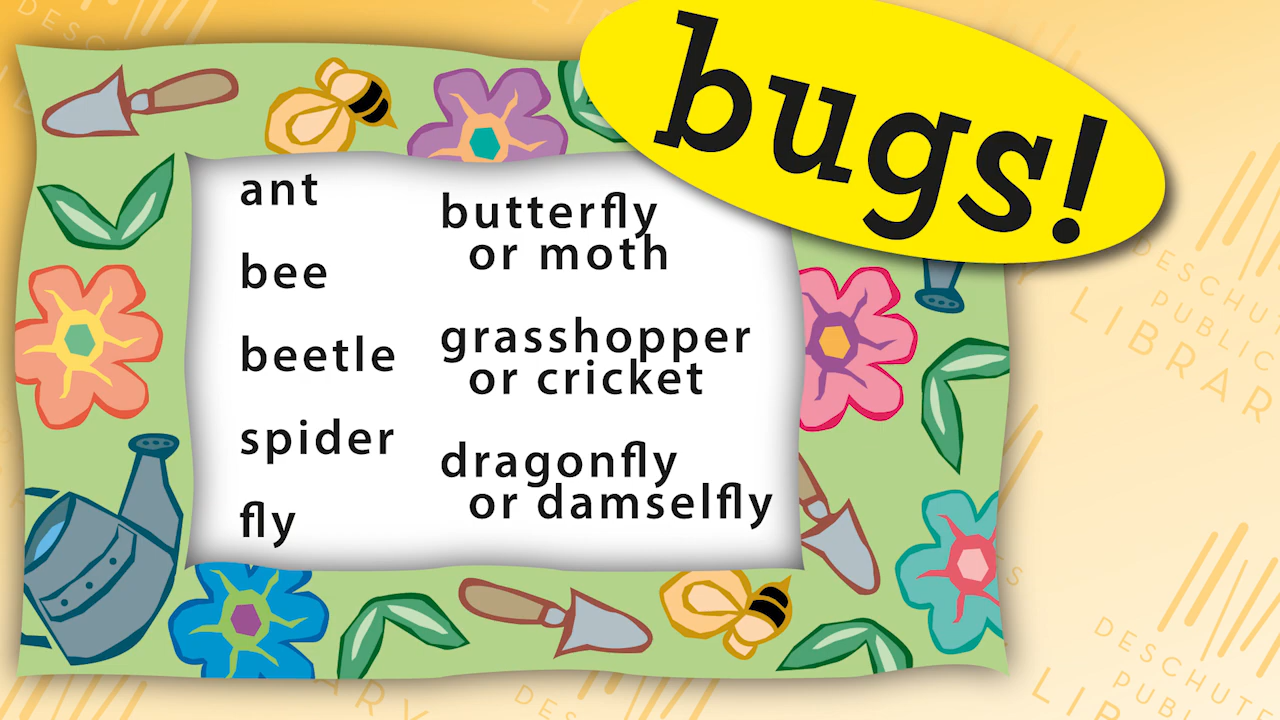 bugs!
ant
bee
beetle
spider
fly
butterfly
or moth
grasshopper
or cricket
dragonfly
or damselfly
DESCHUTES
PUBLIC
LIBRARY